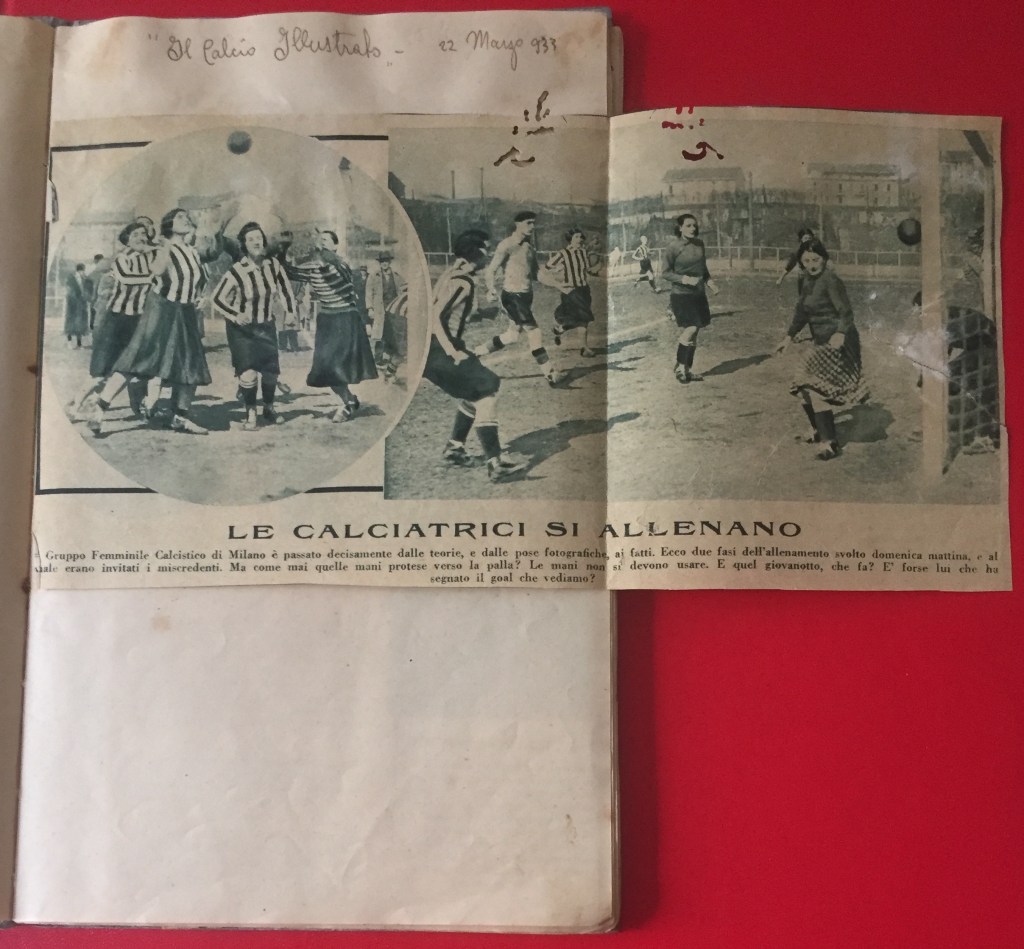 "Il Calcio Illustrato" - 22 Marzo 933
LE CALCIATRICI SI ALLENANO
Gruppo Femminile Calcistico di Milano è passato decisamente dalle teorie, e dalle pose fotografiche, ai fatti. Ecco due fasi dell'allenamento svolto domenica mattina, e al
quale erano invitati i miscredenti. Ma come mai quelle mani protese verso la palla? Le mani non si devono usare. E quel giovanotto, che fa? E' forse lui che ha
segnato il goal che vediamo?